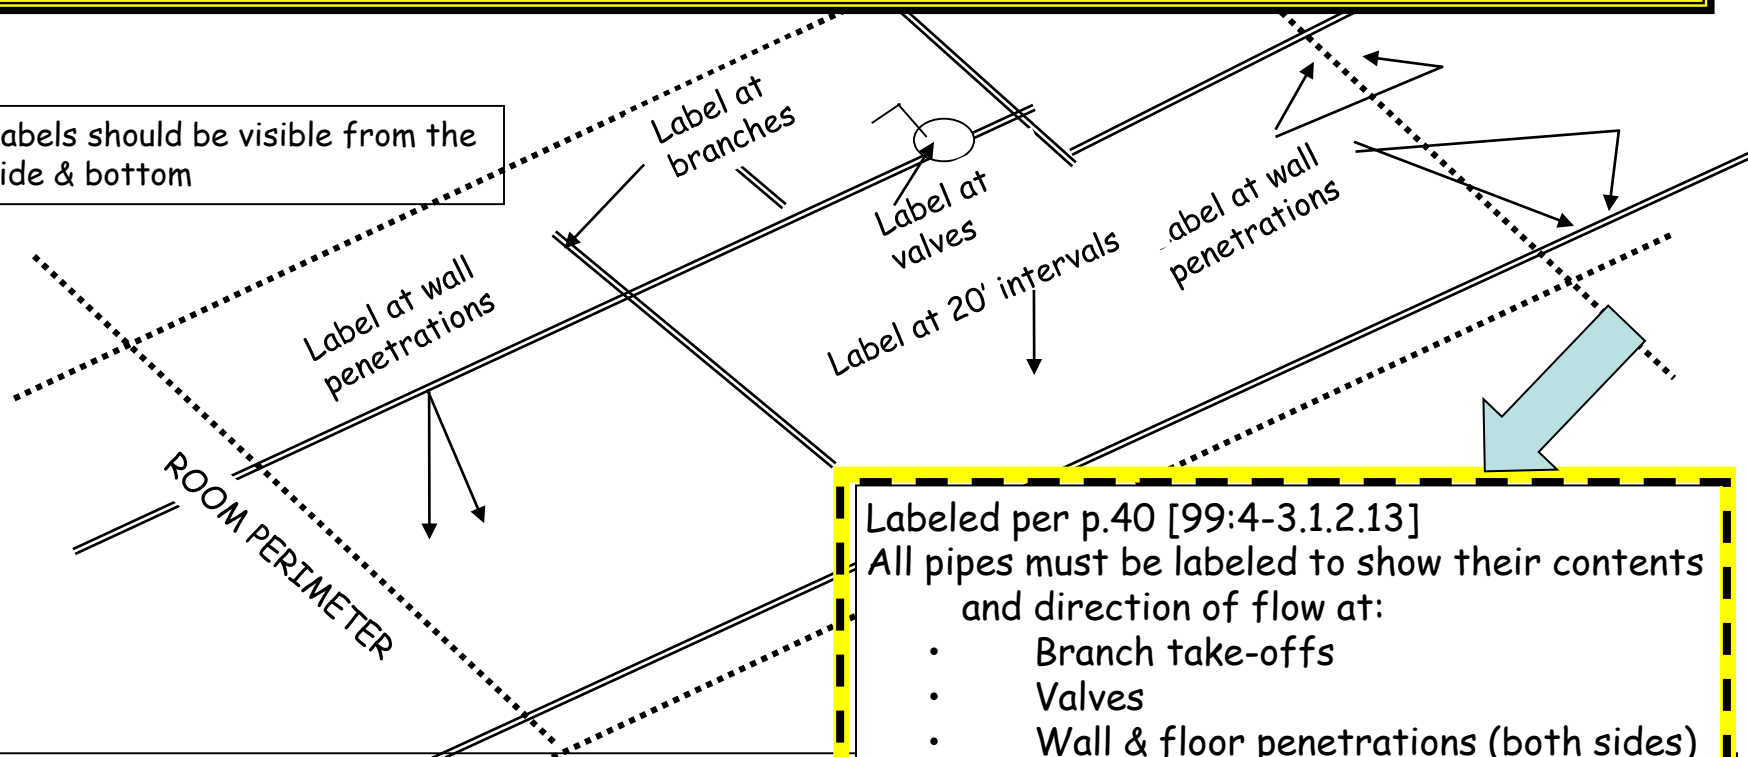 abels should be visible from the
ide & bottom
Label at
branches
Label at
valves
Label at wall
penetrations
abel at wall
penetrations
Label at 20' intervals
ROOM PERIMETER
Labeled per p.40 [99:4-3.1.2.13]
All pipes must be labeled to show their contents
and direction of flow at:
• Branch take-offs
• Valves
• Wall & floor penetrations (both sides)